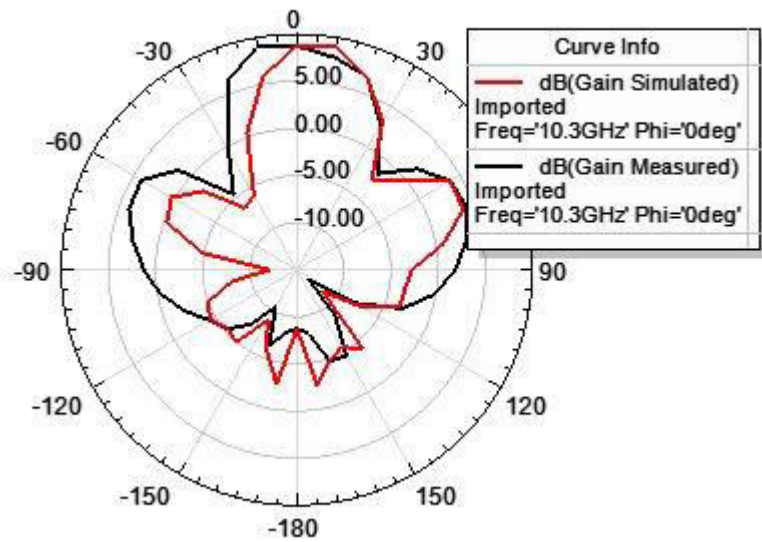 0
-30
30
Curve Info
5.00
dB(Gain Simulated)
Imported
Freq='10.3GHz' Phi='0deg'
0.00
-60
-5.00
dB(Gain Measured)
Imported
Freq='10.3GHz' Phi='0deg'
-10.00
-90
90
-120
120
-150
150
-180